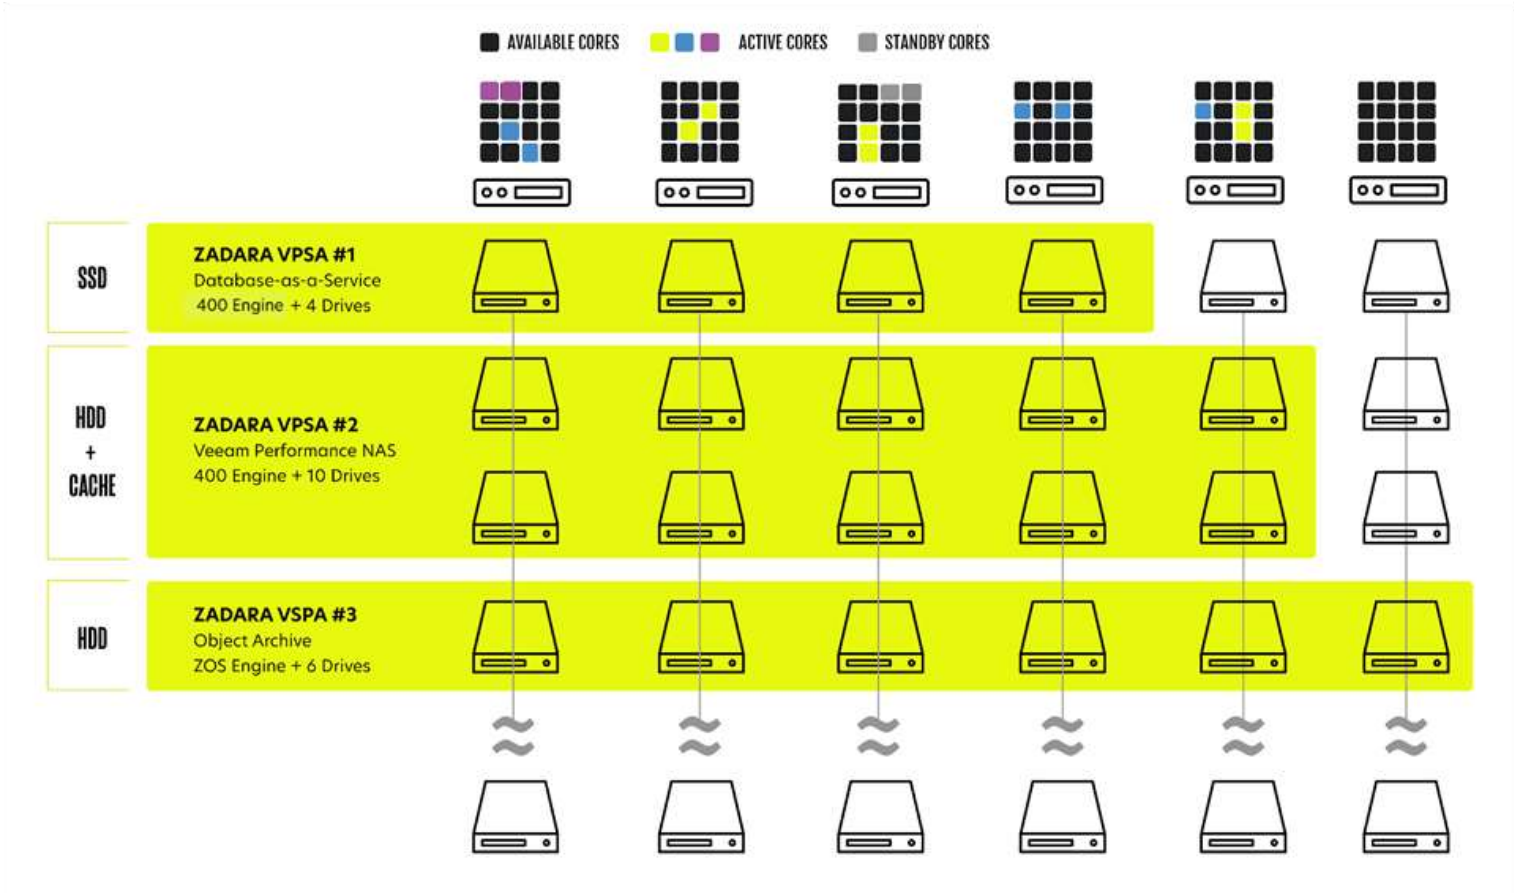 AVAILABLE CORES
ACTIVE CORES
STANDBY CORES
SSD
ZADARA VPSA #1
Database-as-a-Service
400 Engine + 4 Drives
HDD
+
CACHE
ZADARA VPSA #2
Veeam Performance NAS
400 Engine + 10 Drives
HDD
ZADARA VSPA #3
Object Archive
ZOS Engine + 6 Drives